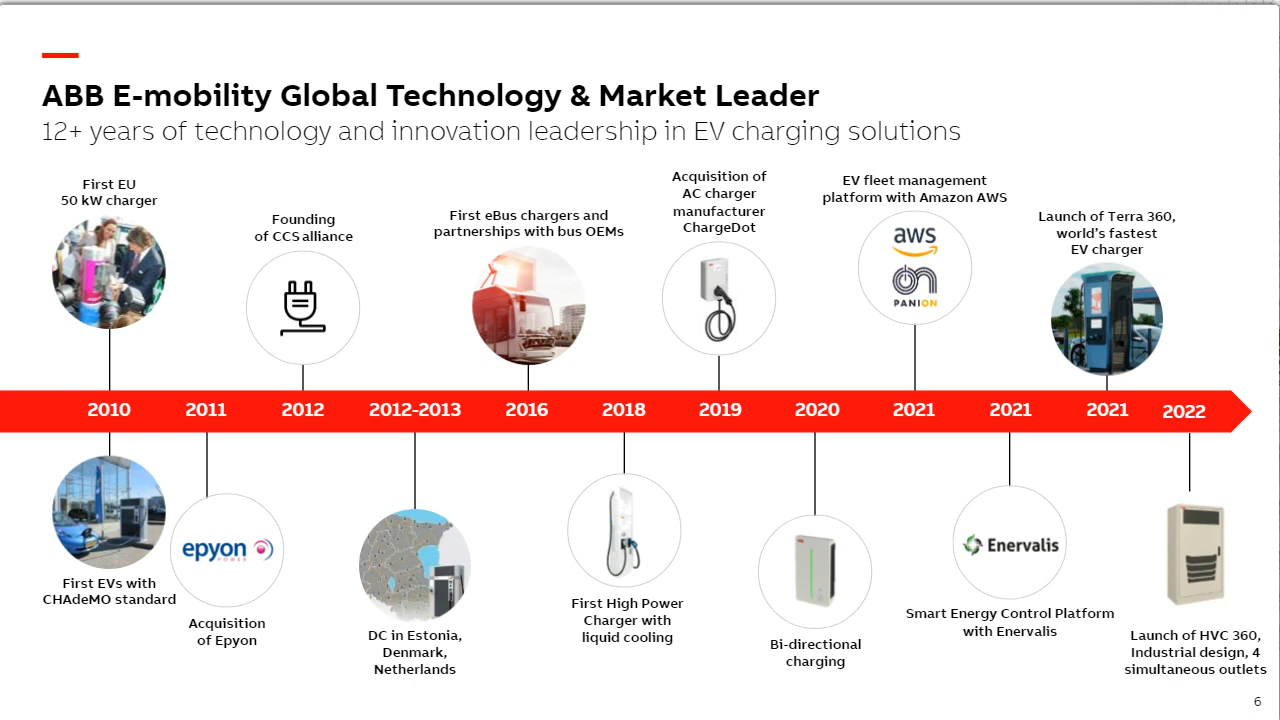 ABB E-mobility Global Technology & Market Leader
12+ years of technology and innovation leadership in EV charging solutions
First EU
50 kW charger
Founding
of CCS alliance
First eBus chargers and
partnerships with bus OEMs
Acquisition of
AC charger
manufacturer
ChargeDot
EV fleet management
platform with Amazon AWS
aws
ON
PANION
Launch of Terra 360,
world's fastest
EV charger
2010 2011 2012 2012-2013 2016 2018 2019 2020 2021 2021 2021 2022
First EVs with
CHAdeMO standard
epyon
POWER
Acquisition
of Epyon
DC in Estonia,
Denmark,
Netherlands
First High Power
Charger with
liquid cooling
Bi-directional
charging
Enervalis
Smart Energy Control Platform
with Enervalis
Launch of HVC 360,
Industrial design, 4
simultaneous outlets
6